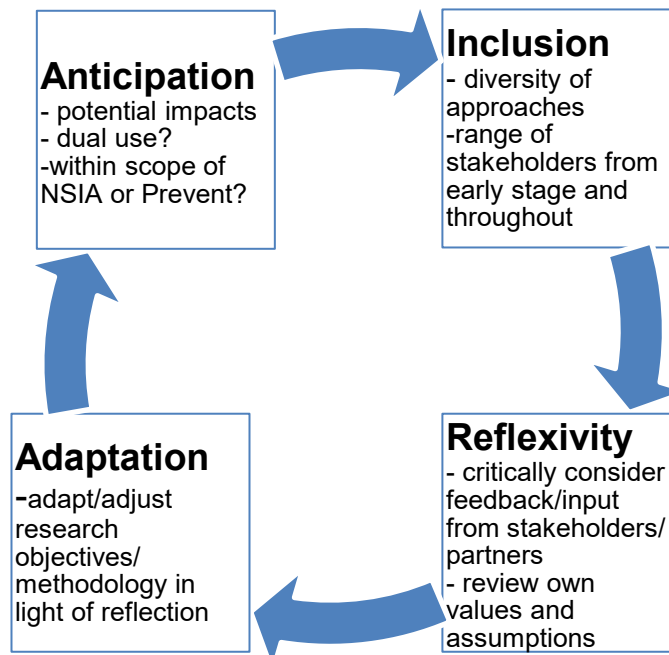 Anticipation
- potential impacts
- dual use?
-within scope of
NSIA or Prevent?
Inclusion
- diversity of
approaches
-range of
stakeholders from
early stage and
throughout
Reflexivity
- critically consider
feedback/input
from stakeholders/
partners
- review own
values and
assumptions
Adaptation
-adapt/adjust
research
objectives/
methodology in
light of reflection